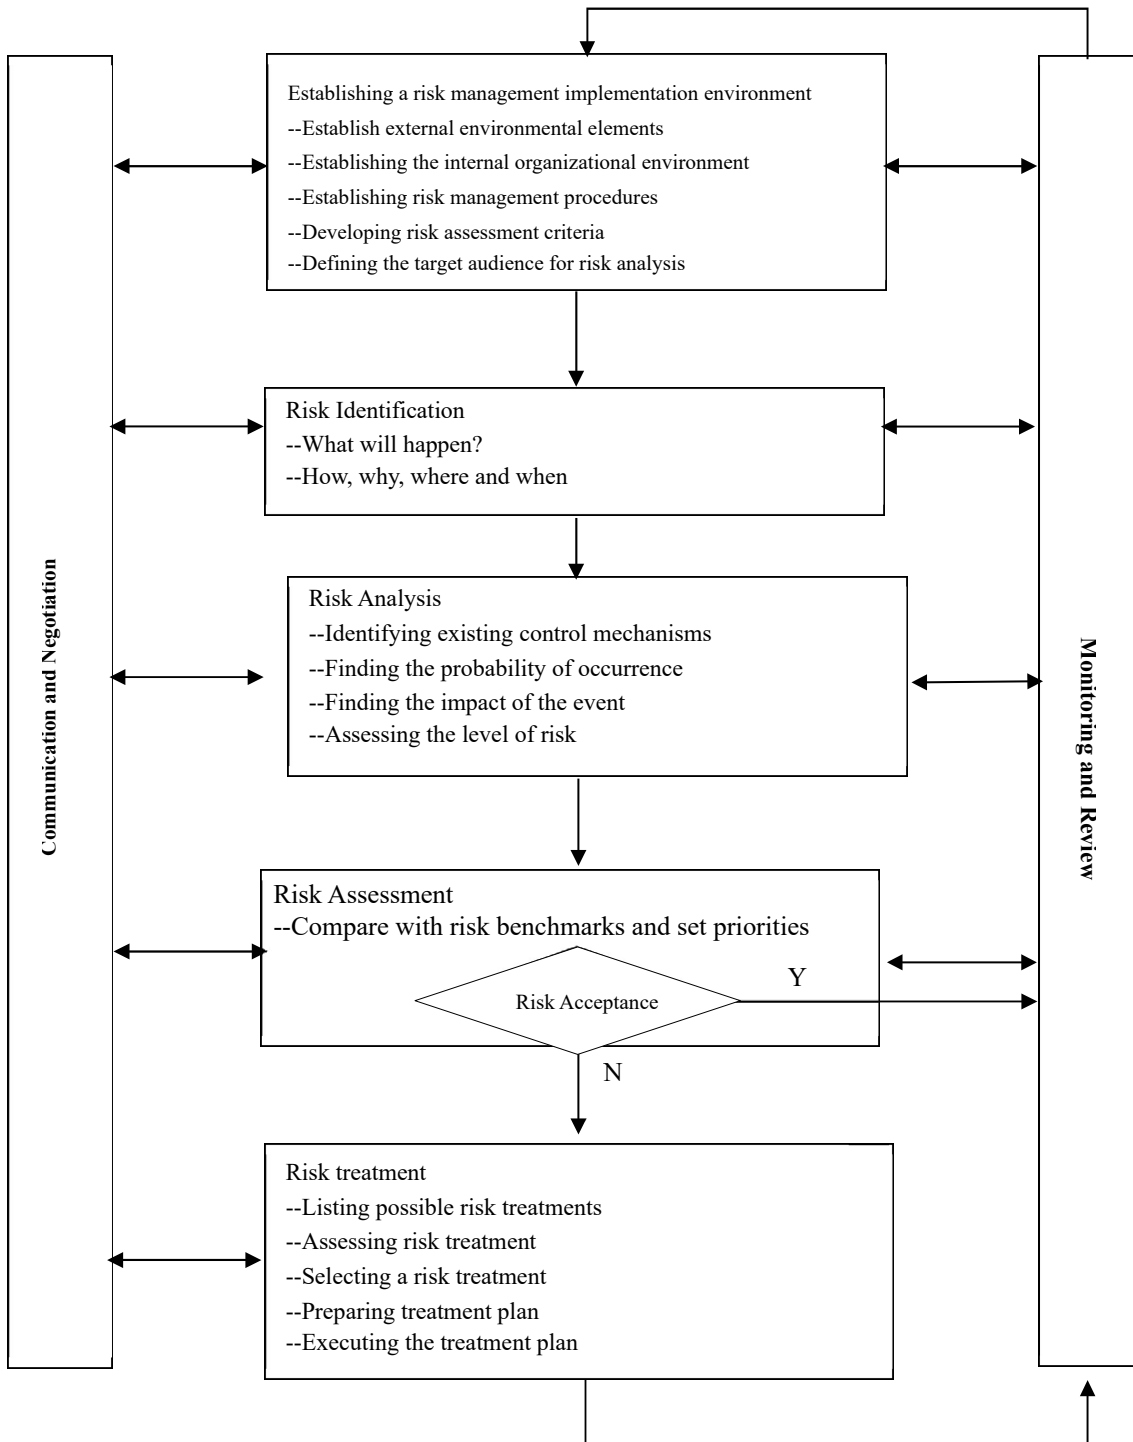 Establishing a risk management implementation environment
--Establish external environmental elements
--Establishing the internal organizational environment
--Establishing risk management procedures
--Developing risk assessment criteria
--Defining the target audience for risk analysis
Risk Identification
--What will happen?
--How, why, where and when
Communication and Negotiation
Risk Analysis
--Identifying existing control mechanisms
--Finding the probability of occurrence
--Finding the impact of the event
--Assessing the level of risk
Monitoring and Review
Risk Assessment
--Compare with risk benchmarks and set priorities
Y
Risk Acceptance
N
Risk treatment
--Listing possible risk treatments
--Assessing risk treatment
--Selecting a risk treatment
--Preparing treatment plan
--Executing the treatment plan